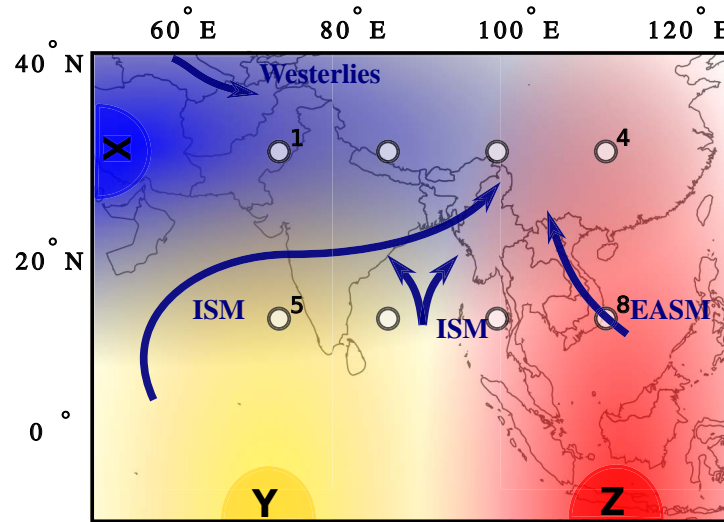 60° E 80° E 100° E 120° E
40° N
Westerlies
X
1
4
20° N
ISM
5
ISM
8
EASM
0 °
Y
Z